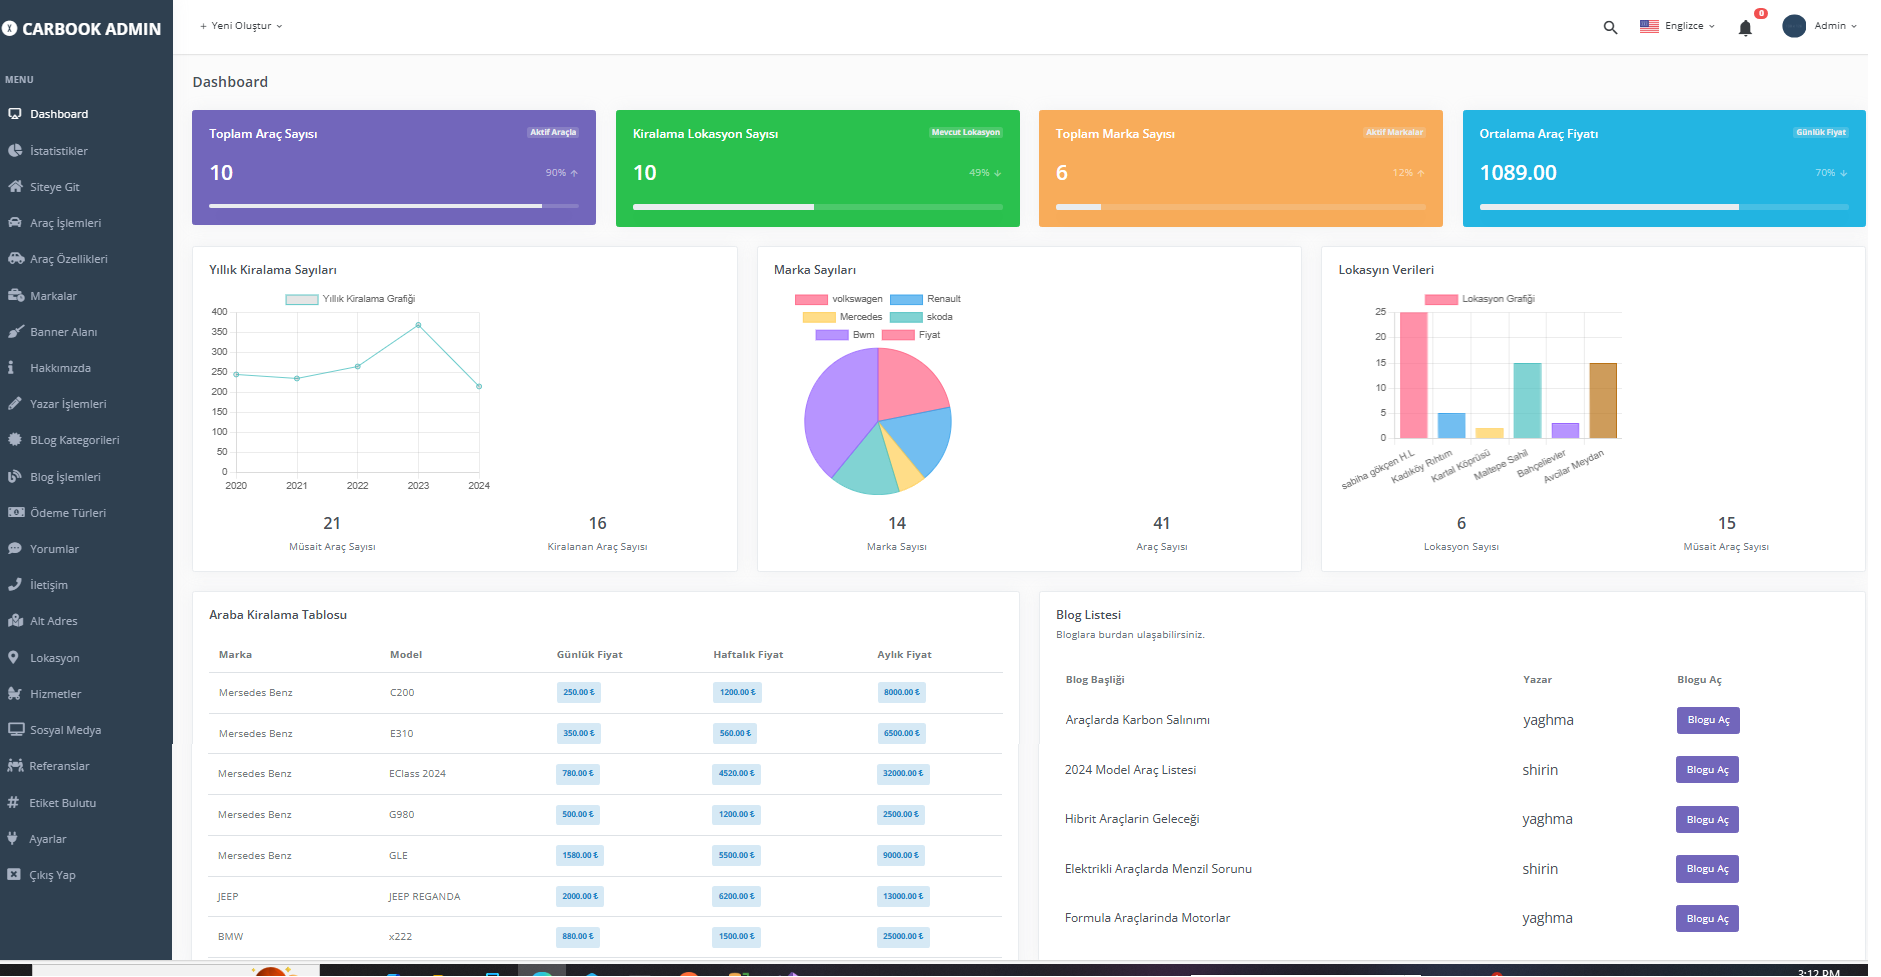 CARBOOK ADMIN
+ Yeni Oluştur
Englizce
0
Admin
MENU
Dashboard
İstatistikler
Siteye Git
Araç İşlemleri
Araç Özellikleri
Markalar
Banner Alanı
Hakkımızda
Yazar İşlemleri
BLog Kategorileri
Blog İşlemleri
Ödeme Türleri
Yorumlar
İletişim
Alt Adres
Lokasyon
Hizmetler
Sosyal Medya
Referanslar
Etiket Bulutu
Ayarlar
Çıkış Yap
Dashboard
Toplam Araç Sayısı
Aktif Araçla
10
90%
Kiralama Lokasyon Sayısı
Mevcut Lokasyon
10
49%
Toplam Marka Sayısı
Aktif Markalar
6
12%
Ortalama Araç Fiyatı
Günlük Fiyat
1089.00
70%
Yıllık Kiralama Sayıları
Yıllık Kiralama Grafiği
400
350
300
250
200
150
100
50
0
2020 2021 2022 2023 2024
21
Müsait Araç Sayısı
16
Kiralanan Araç Sayısı
Marka Sayıları
volkswagen Renault
Mercedes skoda
Bwm Fiyat
14
Marka Sayısı
41
Araç Sayısı
Lokasyın Verileri
Lokasyon Grafiği
25
20
15
10
5
0
sabiha gökçen H.L
Kadıköy Rıhtım
Kartal Köprüsü
Maltepe Sahil
Bahçelievler
Avcılar Meydan
6
Lokasyon Sayısı
15
Müsait Araç Sayısı
Araba Kiralama Tablosu
Marka Model Günlük Fiyat Haftalık Fiyat Aylık Fiyat
Mersedes Benz C200 250.00 ₺ 1200.00 ₺ 8000.00 ₺
Mersedes Benz E310 350.00 ₺ 560.00 ₺ 6500.00 ₺
Mersedes Benz EClass 2024 780.00 ₺ 4520.00 ₺ 32000.00 ₺
Mersedes Benz G980 500.00 ₺ 1200.00 ₺ 2500.00 ₺
Mersedes Benz GLE 1580.00 ₺ 5500.00 ₺ 9000.00 ₺
JEEP JEEP REGANDA 2000.00 ₺ 6200.00 ₺ 13000.00 ₺
BMW x222 880.00 ₺ 1500.00 ₺ 25000.00 ₺
Blog Listesi
Bloglara burdan ulaşabilirsiniz.
Blog Başliği Yazar Blogu Aç
Araçlarda Karbon Salınımı yaghma Blogu Aç
2024 Model Araç Listesi shirin Blogu Aç
Hibrit Araçlarin Geleceği yaghma Blogu Aç
Elektrikli Araçlarda Menzil Sorunu shirin Blogu Aç
Formula Araçlarinda Motorlar yaghma Blogu Aç
3:12 PM